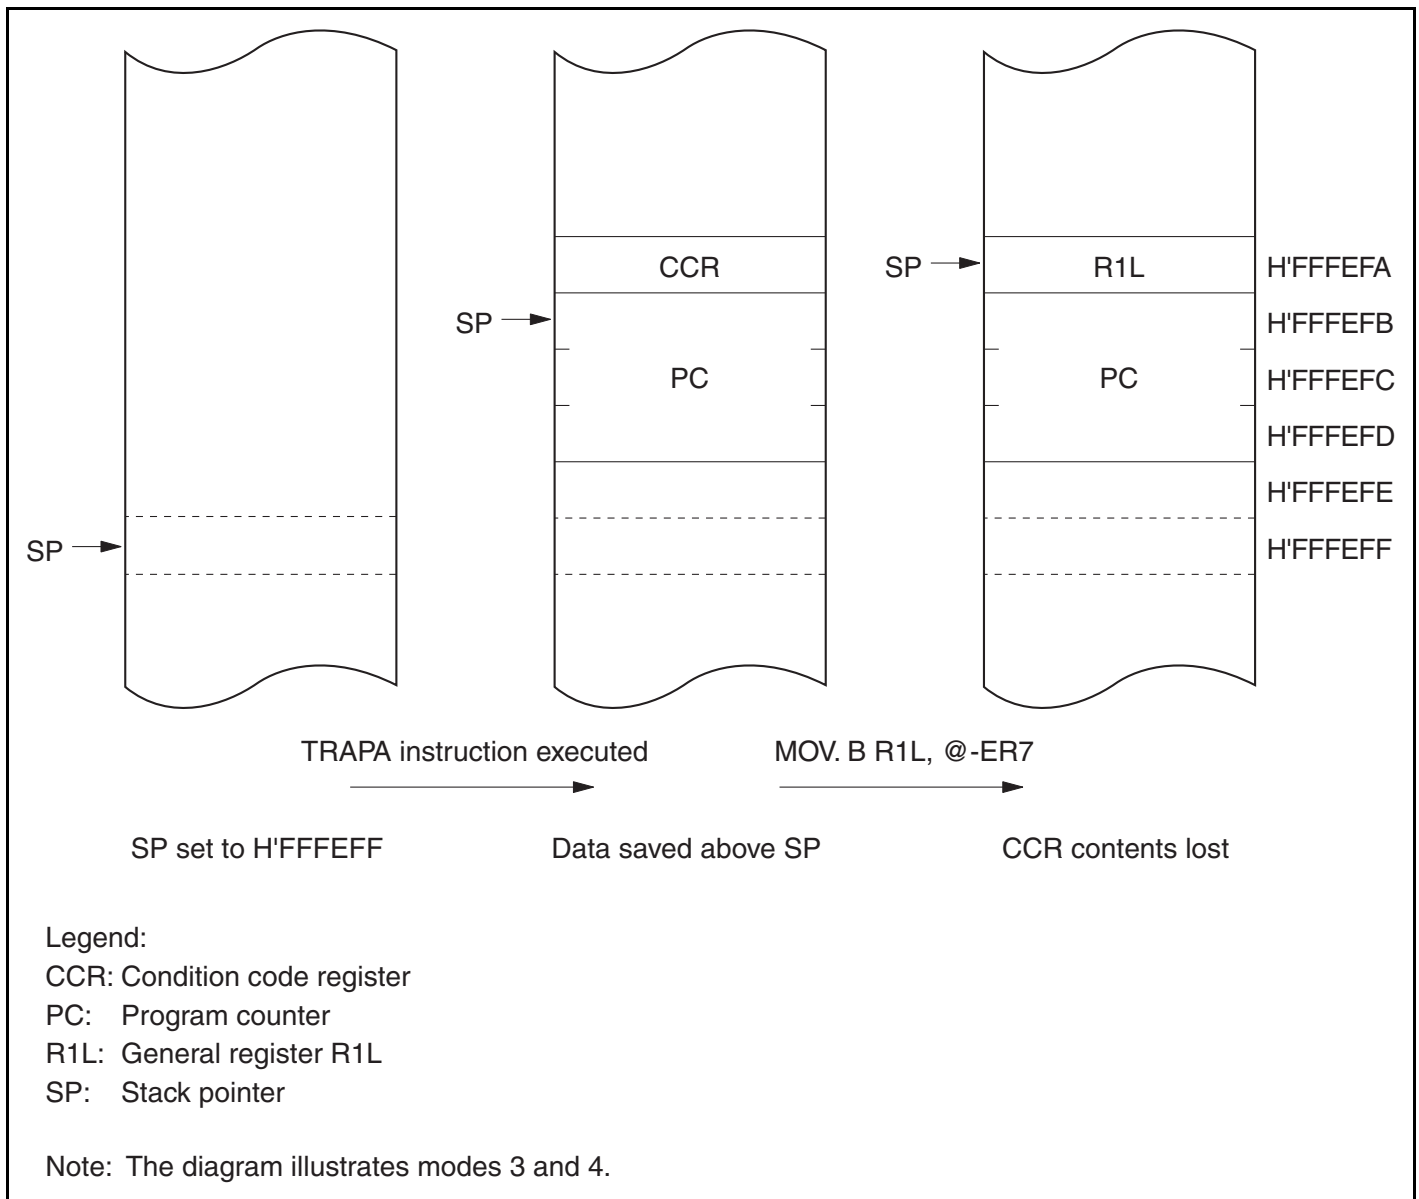 CCR
SP
R1L
H'FFFEFA
SP
H'FFFEFB
PC
PC
H'FFFEFC
H'FFFEFD
H'FFFEFE
SP
H'FFFEFF
TRAPA instruction executed
MOV. B R1L, @-ER7
SP set to H'FFFEFF
Data saved above SP
CCR contents lost
Legend:
CCR: Condition code register
PC: Program counter
R1L: General register R1L
SP: Stack pointer
Note: The diagram illustrates modes 3 and 4.